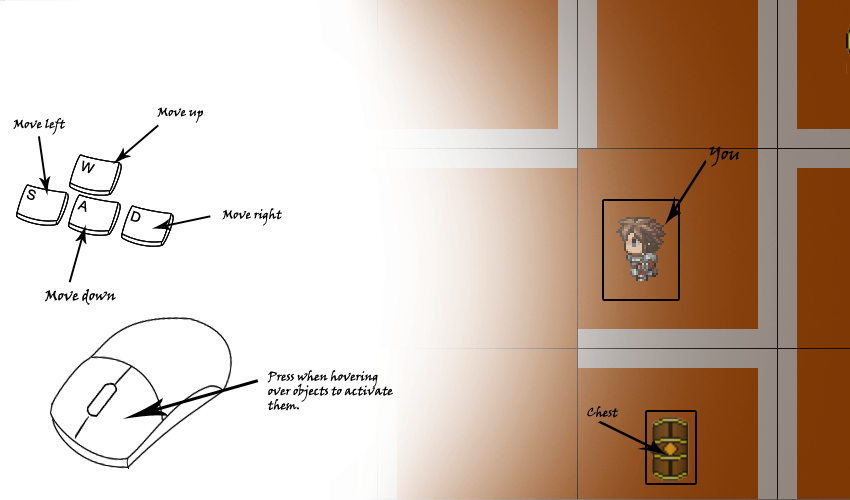 Move up
Move left
W
S
A
D
Move right
Move down
Press when hovering
over objects to activate
them.
You
Chest